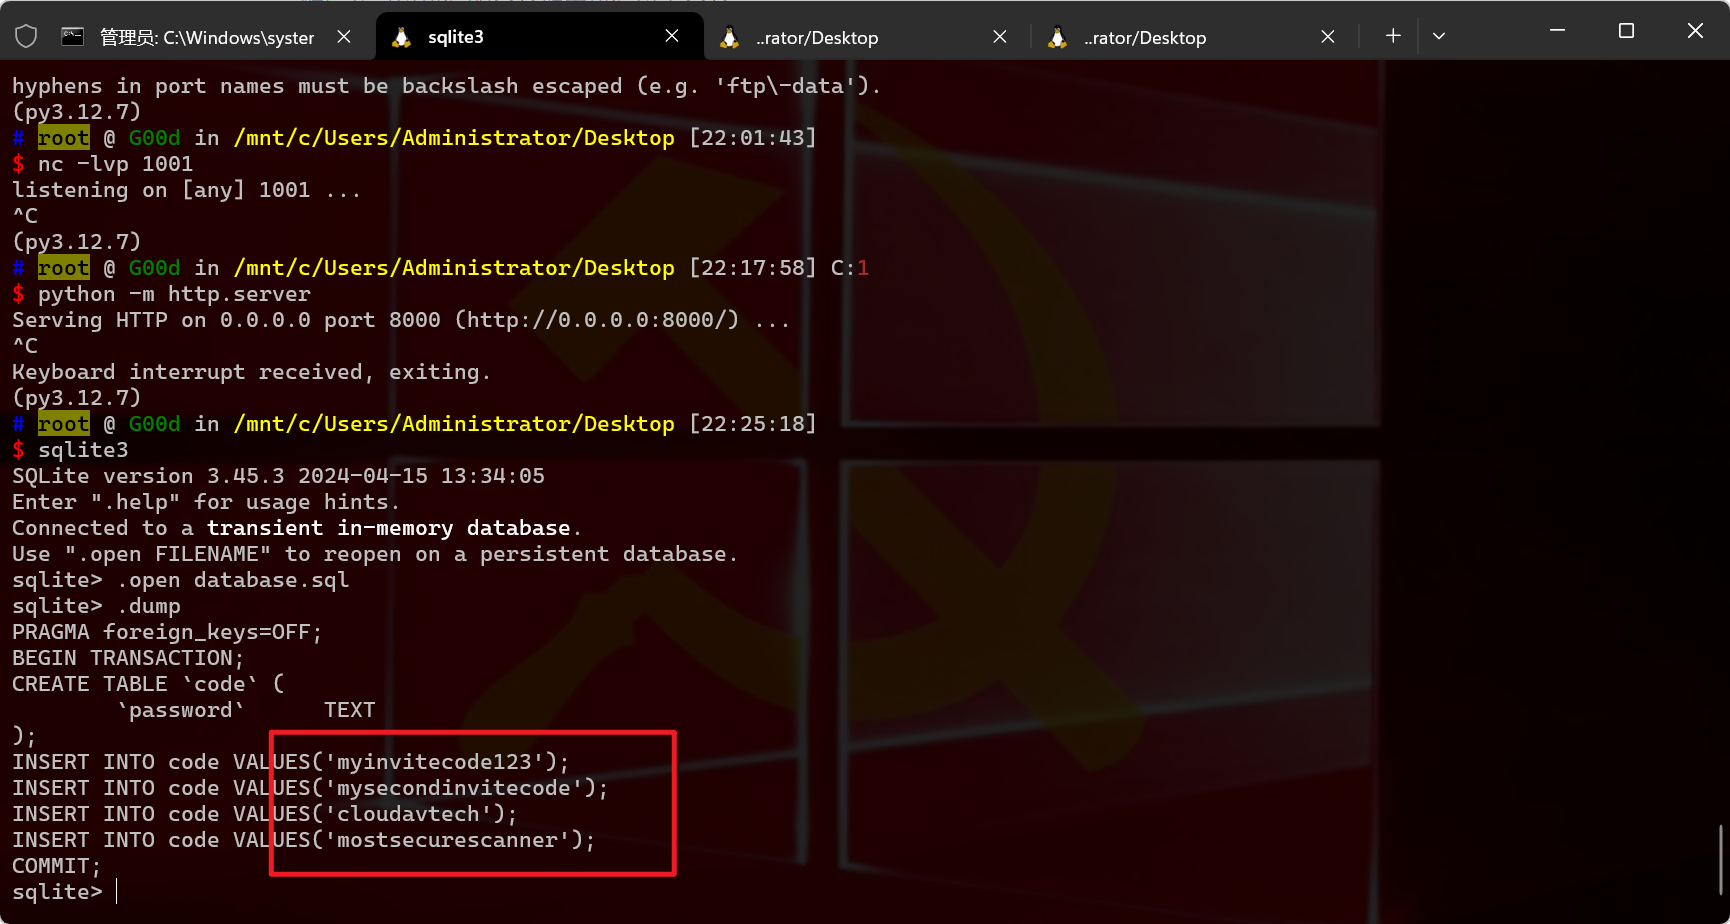 管理员: C:\Windows\syster
sqlite3
..rator/Desktop
..rator/Desktop
hyphens in port names must be backslash escaped (e.g. 'ftp\-data').
(py3.12.7)
# root @ G00d in /mnt/c/Users/Administrator/Desktop [22:01:43]
$ nc -lvp 1001
listening on [any] 1001 ...
^C
(py3.12.7)
# root @ G00d in /mnt/c/Users/Administrator/Desktop [22:17:58] C:1
$ python -m http.server
Serving HTTP on 0.0.0.0 port 8000 (http://0.0.0.0:8000/) ...
^C
Keyboard interrupt received, exiting.
(py3.12.7)
# root @ G00d in /mnt/c/Users/Administrator/Desktop [22:25:18]
$ sqlite3
SQLite version 3.45.3 2024-04-15 13:34:05
Enter ".help" for usage hints.
Connected to a transient in-memory database.
Use ".open FILENAME" to reopen on a persistent database.
sqlite> .open database.sql
sqlite> .dump
PRAGMA foreign_keys=OFF;
BEGIN TRANSACTION;
CREATE TABLE `code` (
`password` TEXT
);
INSERT INTO code VALUES('myinvitecode123');
INSERT INTO code VALUES('mysecondinvitecode');
INSERT INTO code VALUES('cloudavtech');
INSERT INTO code VALUES('mostsecurescanner');
COMMIT;
sqlite>